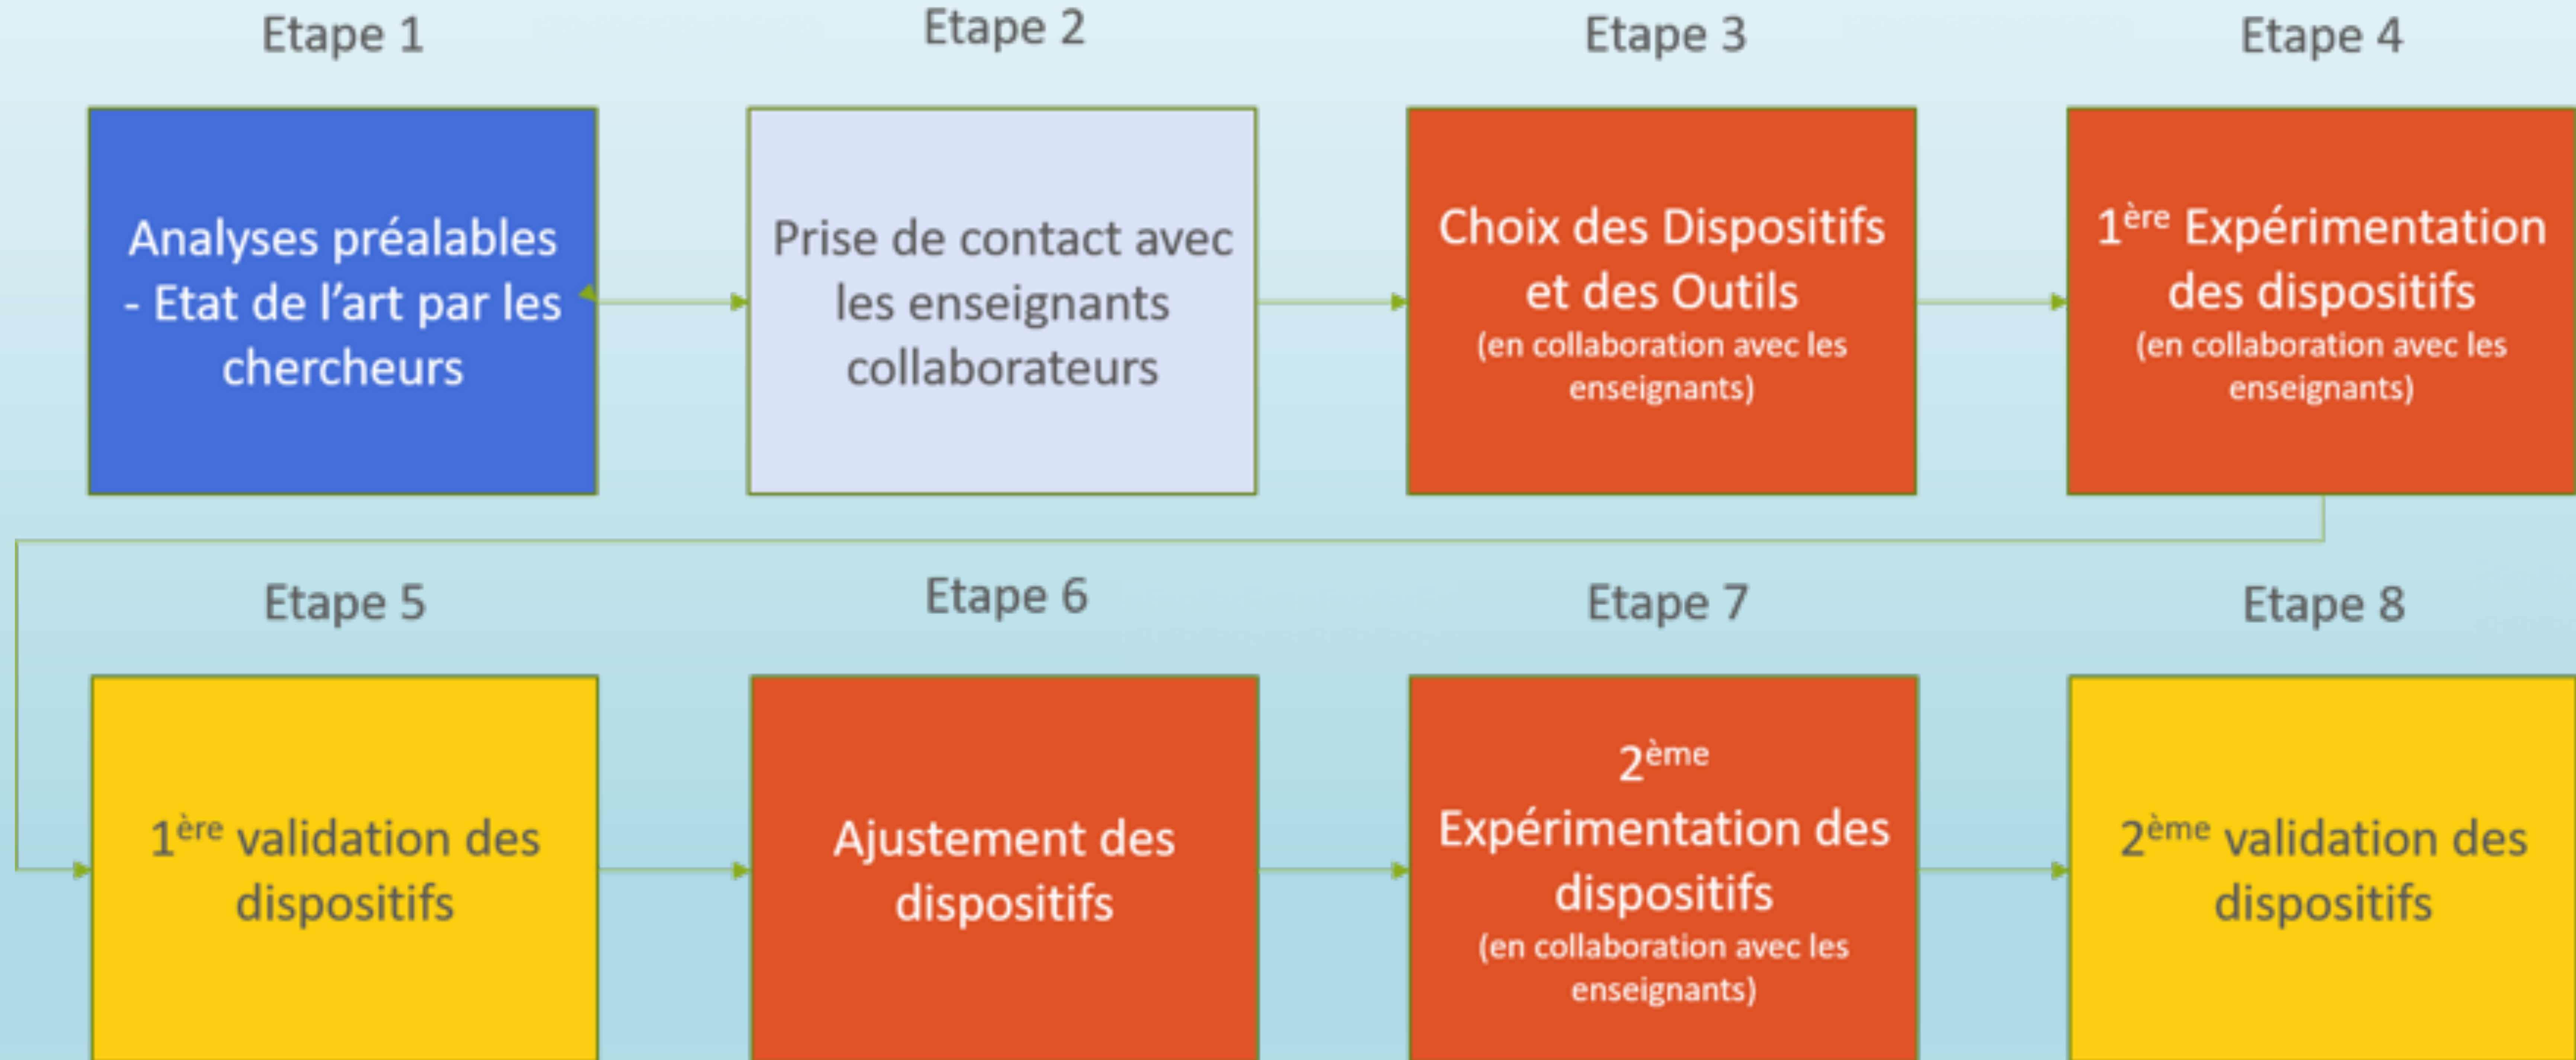 Etape 1
Etape 2
Etape 3
Etape 4
Analyses préalables
- Etat de l’art par les
chercheurs
Prise de contact avec
les enseignants
collaborateurs
Choix des Dispositifs
et des Outils
(en collaboration avec les
enseignants)
1ère Expérimentation
des dispositifs
(en collaboration avec les
enseignants)
Etape 5
Etape 6
Etape 7
Etape 8
1ère validation des
dispositifs
Ajustement des
dispositifs
2ème
Expérimentation des
dispositifs
(en collaboration avec les
enseignants)
2ème validation des
dispositifs